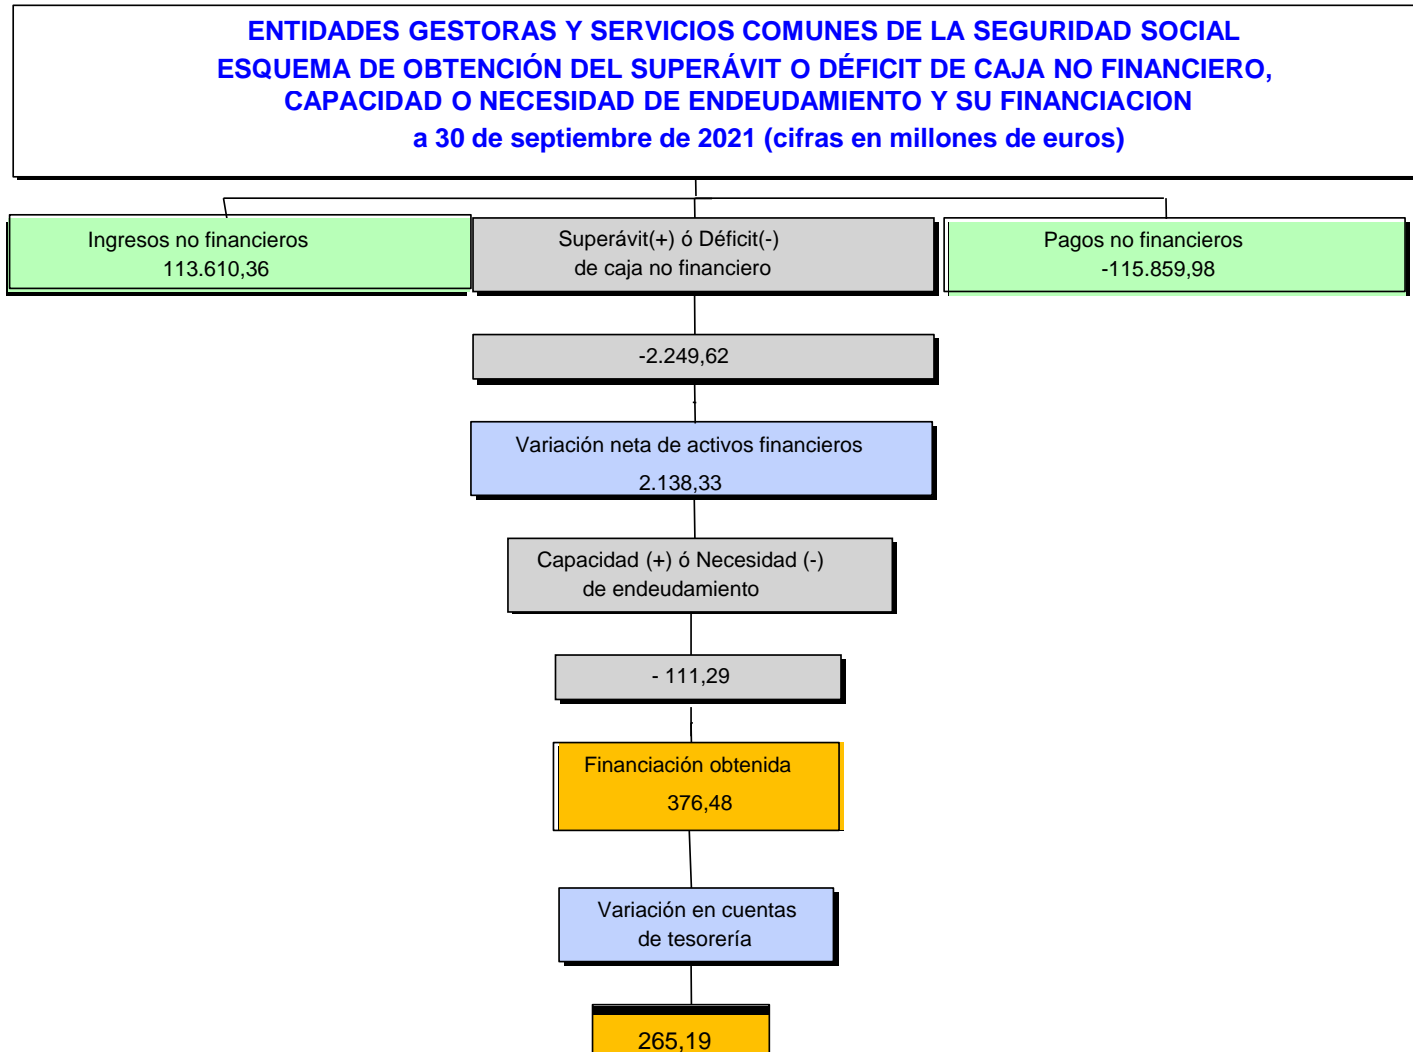 ENTIDADES GESTORAS Y SERVICIOS COMUNES DE LA SEGURIDAD SOCIAL
ESQUEMA DE OBTENCIÓN DEL SUPERÁVIT O DÉFICIT DE CAJA NO FINANCIERO,
CAPACIDAD O NECESIDAD DE ENDEUDAMIENTO Y SU FINANCIACION
a 30 de septiembre de 2021 (cifras en millones de euros)
Ingresos no financieros
113.610,36
Superávit(+) ó Déficit(-)
de caja no financiero
Pagos no financieros
-115.859,98
-2.249,62
Variación neta de activos financieros
2.138,33
Capacidad (+) ó Necesidad (-)
de endeudamiento
- 111,29
Financiación obtenida
376,48
Variación en cuentas
de tesorería
265,19